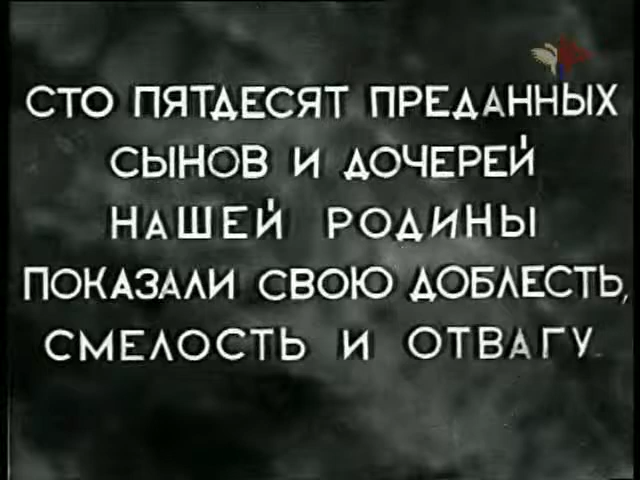 СТО ПЯТДЕСЯТ ПРЕДАННЫХ
СЫНОВ И ДОЧЕРЕЙ
НАШЕЙ РОДИНЫ
ПОКАЗАЛИ СВОЮ ДОБЛЕСТЬ,
СМЕЛОСТЬ И ОТВАГУ